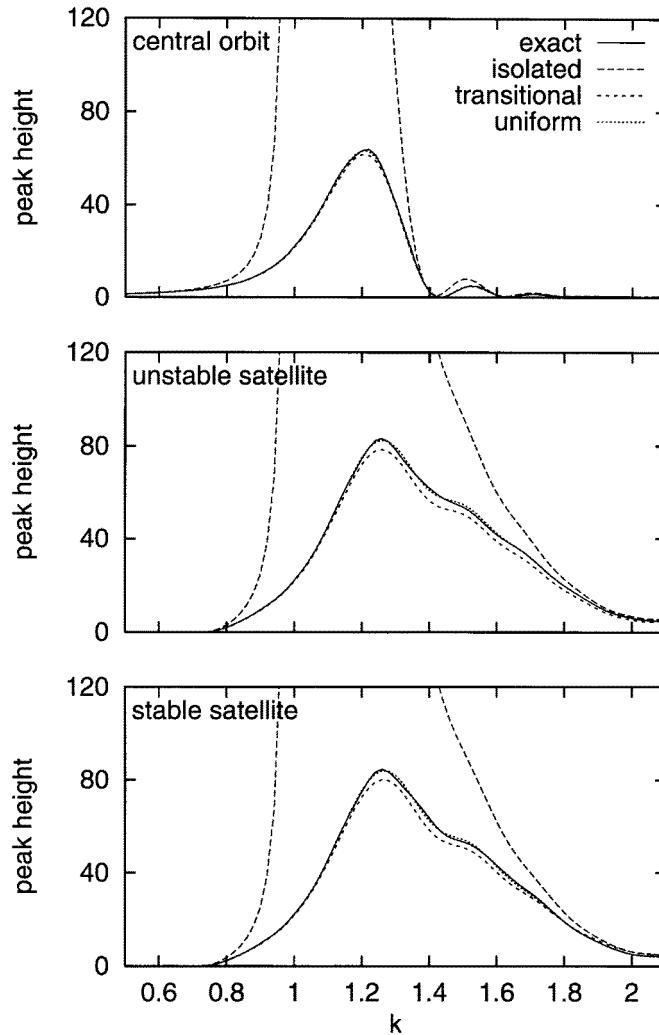 120
central orbit
exact
isolated
transitional
uniform
80
peak height
40
0
120
unstable satellite
80
peak height
40
0
120
stable satellite
80
peak height
40
0
0.6 0.8 1 1.2 1.4 1.6 1.8 2
k